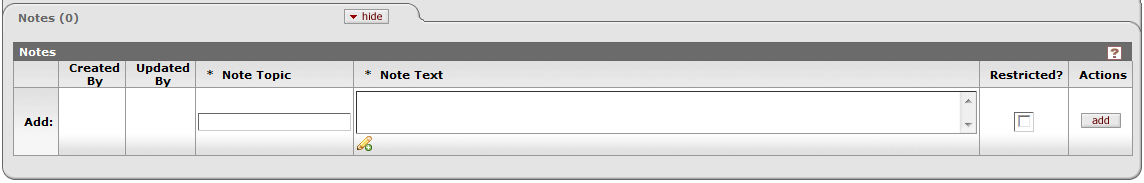 Notes (0)
hide
Notes
?
Created By
Updated By
* Note Topic
* Note Text
Restricted?
Actions
Add:
add